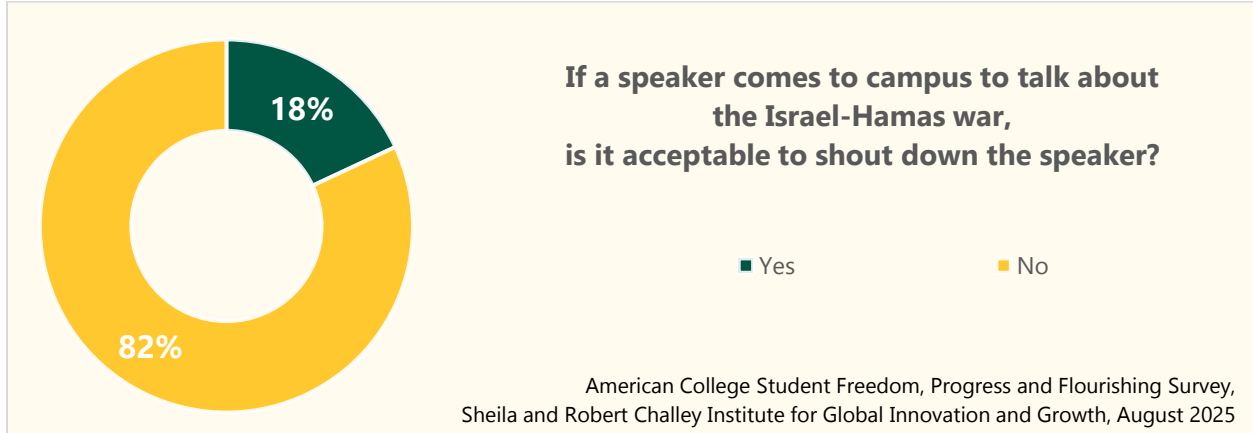 18%
82%
If a speaker comes to campus to talk about
the Israel-Hamas war,
is it acceptable to shout down the speaker?
Yes No
American College Student Freedom, Progress and Flourishing Survey,
Sheila and Robert Challey Institute for Global Innovation and Growth, August 2025